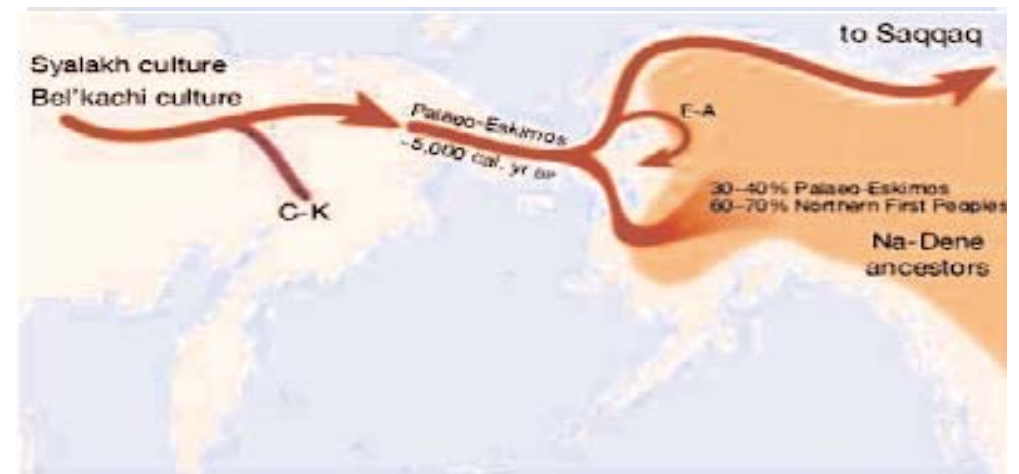 to Saqqaq
Syalakh culture
Bel'kachi culture
Palaeo-Eskimos
~5,000 cal. yr BP
E-A
C-K
30–40% Palaeo-Eskimos
60–70% Northern First Peoples
Na-Dene
ancestors